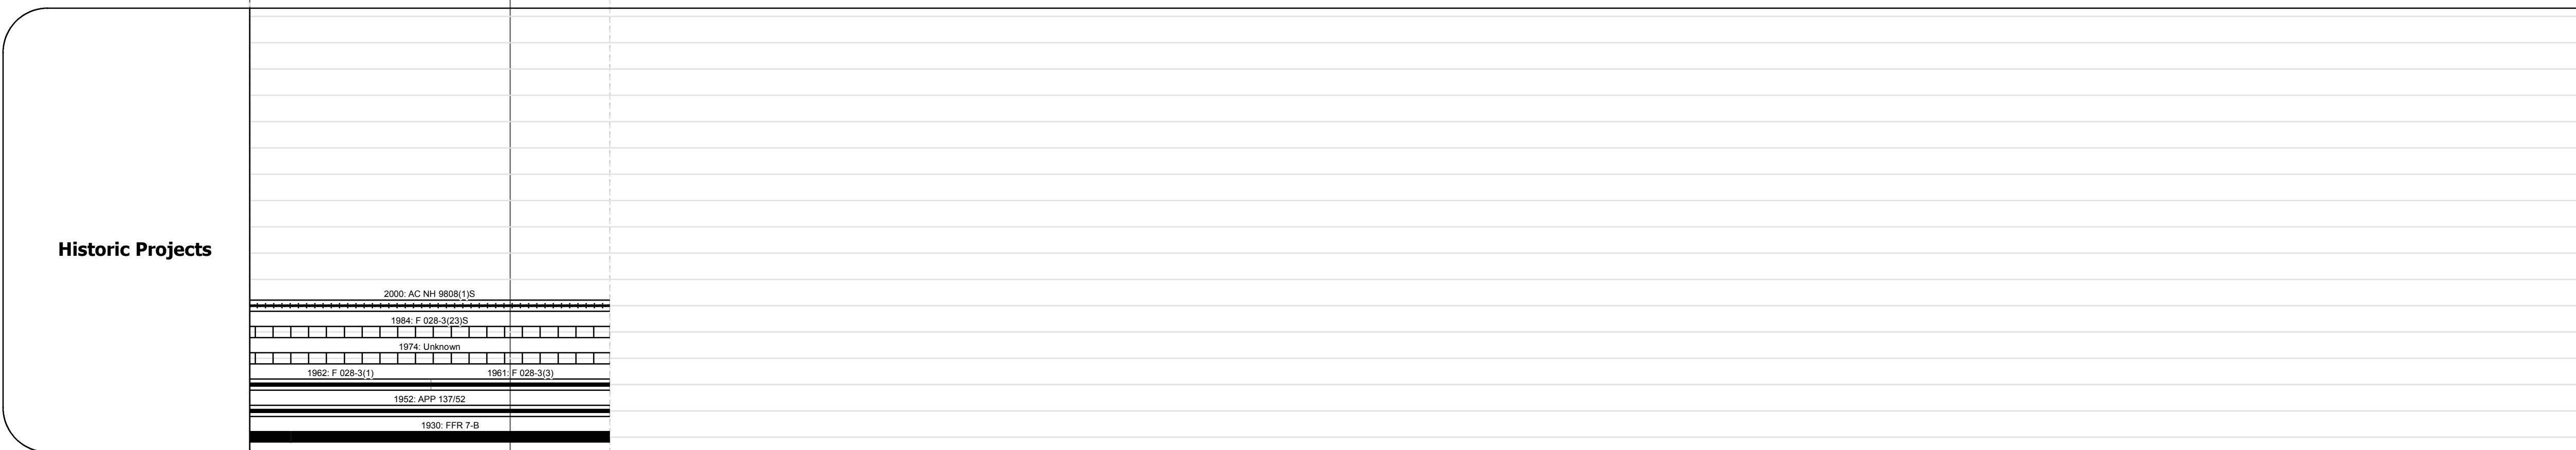 Historic Projects
2000: AC NH 9808(1)S
1984: F 028-3(23)S
1974: Unknown
1962: F 028-3(1) 1961: F 028-3(3)
1952: APP 137/52
1930: FFR 7-B